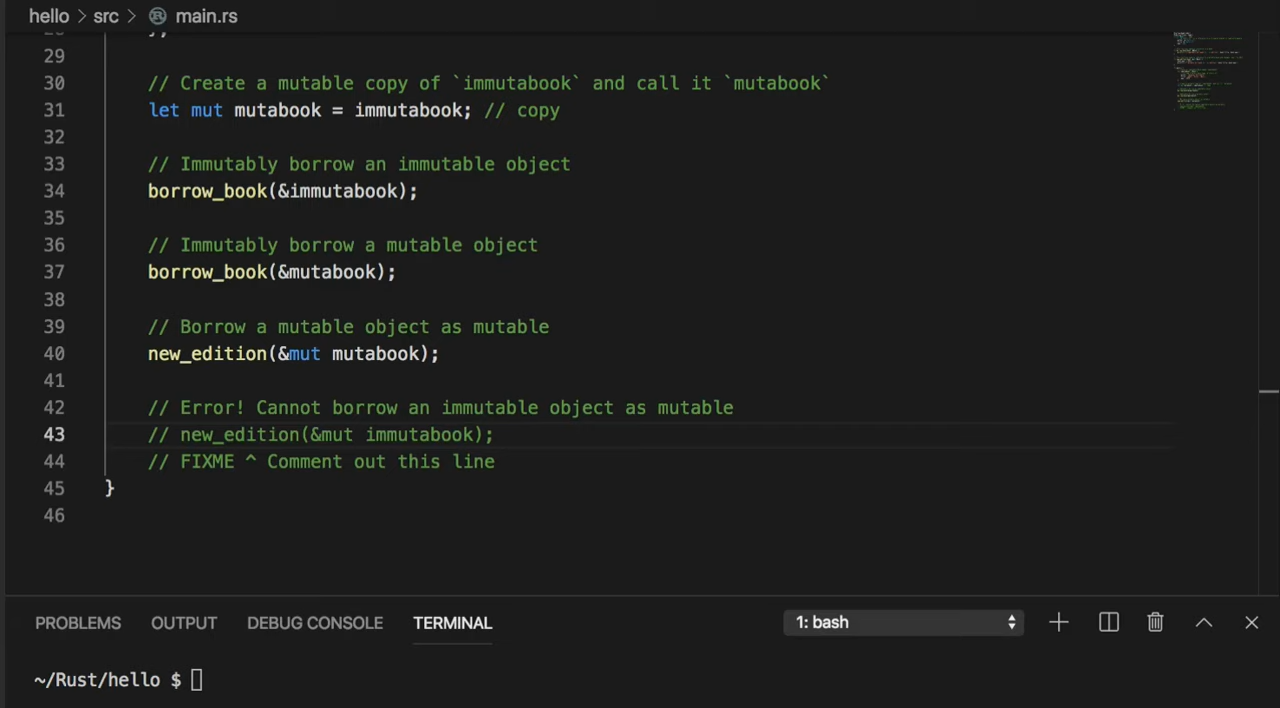 hello > src > main.rs
29
30 // Create a mutable copy of `immutabook` and call it `mutabook`
31 let mut mutabook = immutabook; // copy
32
33 // Immutably borrow an immutable object
34 borrow_book(&immutabook);
35
36 // Immutably borrow a mutable object
37 borrow_book(&mutabook);
38
39 // Borrow a mutable object as mutable
40 new_edition(&mut mutabook);
41
42 // Error! Cannot borrow an immutable object as mutable
43 // new_edition(&mut immutabook);
44 // FIXME ^ Comment out this line
45 }
46
PROBLEMS OUTPUT DEBUG CONSOLE TERMINAL 1: bash
~/Rust/hello $